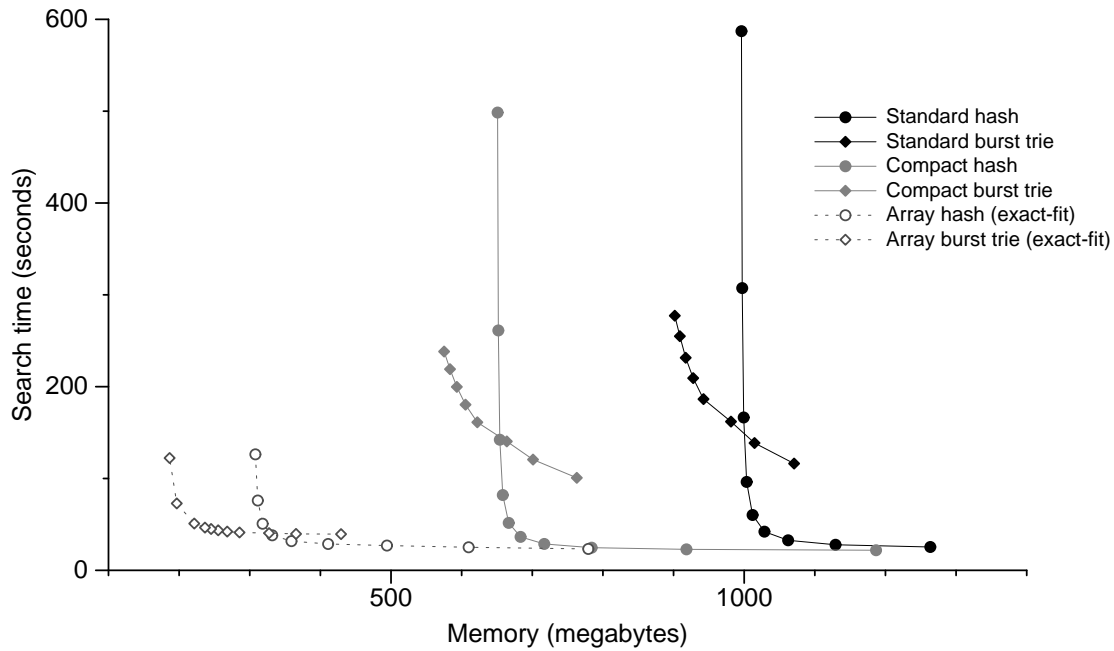 600
400
200
0
500
1000
Search time (seconds)
Memory (megabytes)
Standard hash
Standard burst trie
Compact hash
Compact burst trie
Array hash (exact-fit)
Array burst trie (exact-fit)